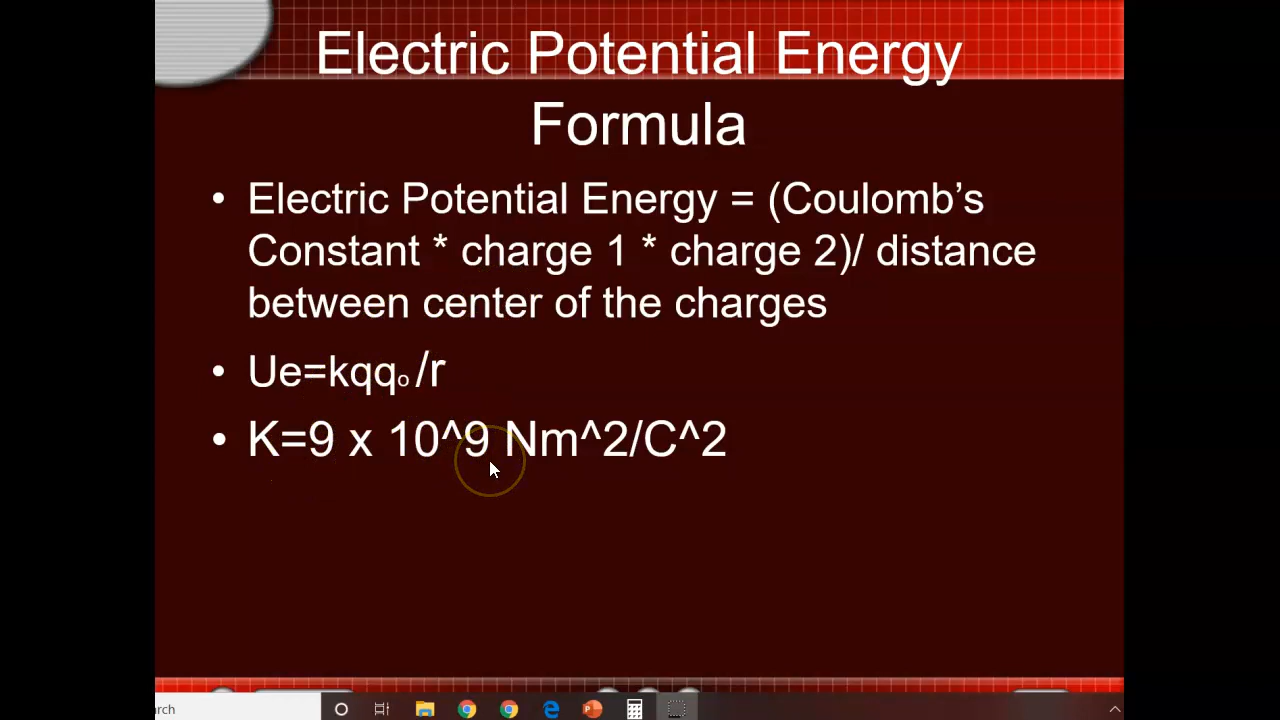 Electric Potential Energy
Formula
• Electric Potential Energy = (Coulomb’s
Constant * charge 1 * charge 2)/ distance
between center of the charges
• Ue=kqqₒ/r
• K=9 x 10^9 Nm^2/C^2
rch